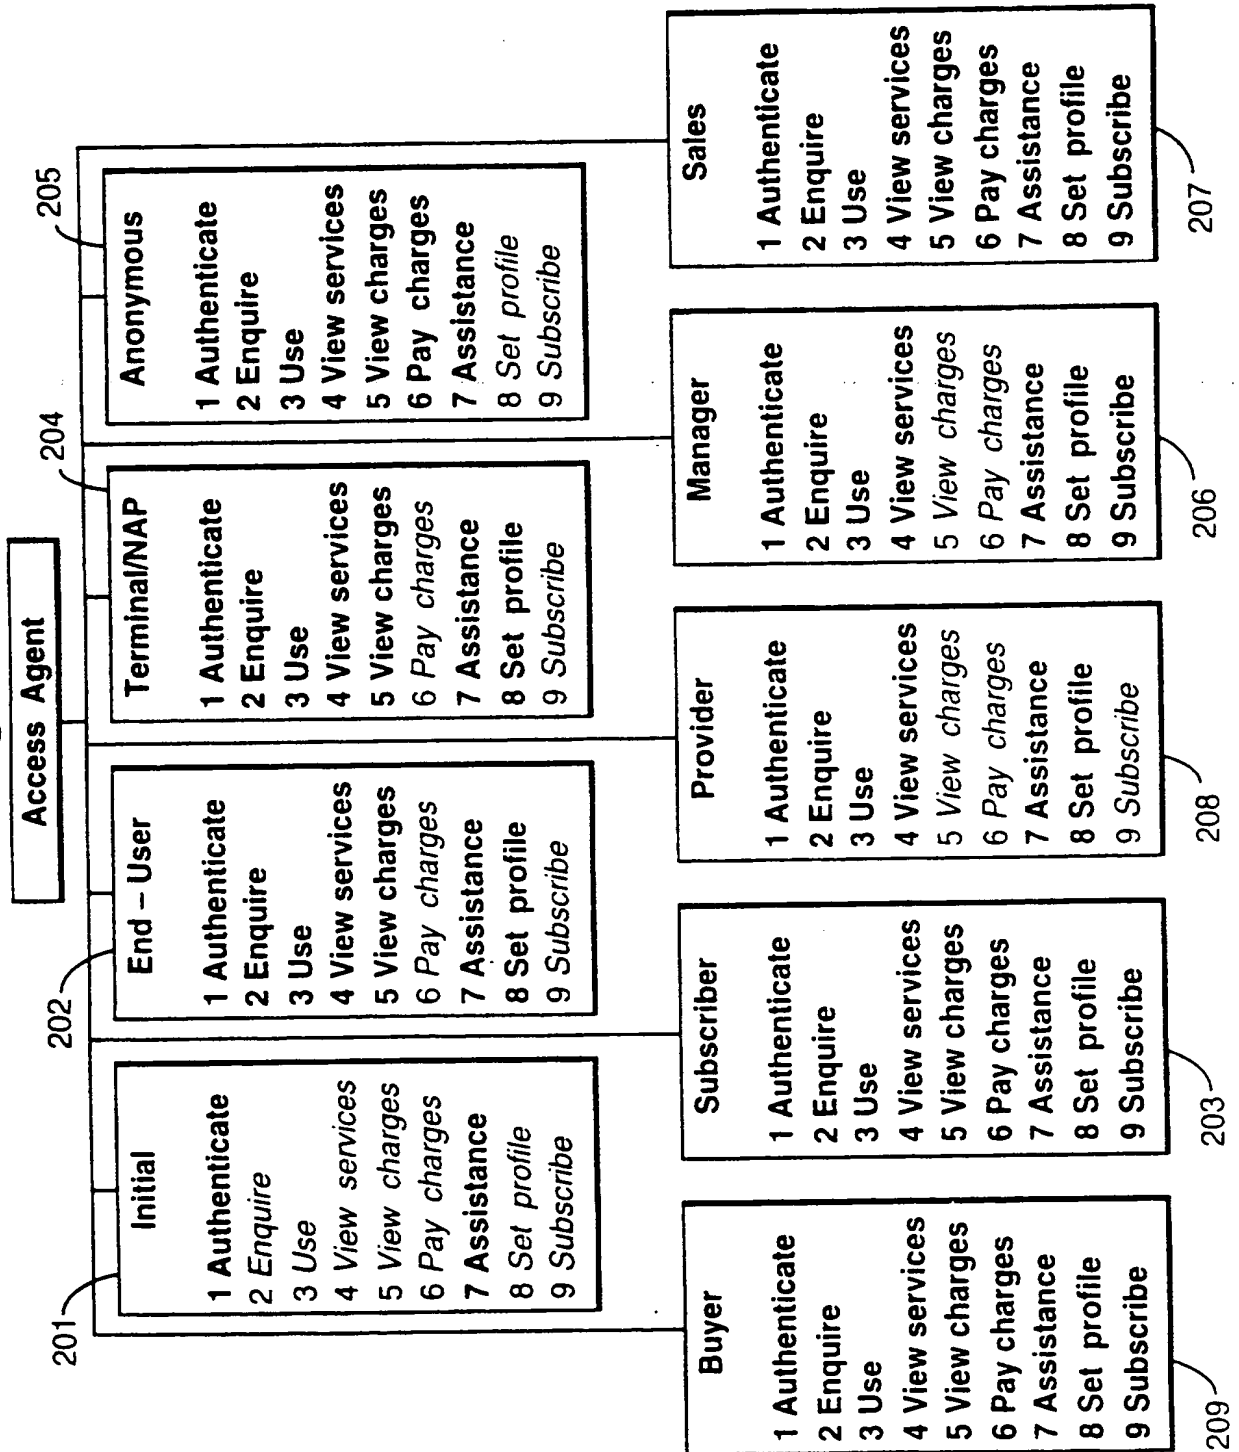 Access Agent
201
Initial
1 Authenticate
2 Enquire
3 Use
4 View services
5 View charges
6 Pay charges
7 Assistance
8 Set profile
9 Subscribe
202
End – User
1 Authenticate
2 Enquire
3 Use
4 View services
5 View charges
6 Pay charges
7 Assistance
8 Set profile
9 Subscribe
204
Terminal/NAP
1 Authenticate
2 Enquire
3 Use
4 View services
5 View charges
6 Pay charges
7 Assistance
8 Set profile
9 Subscribe
205
Anonymous
1 Authenticate
2 Enquire
3 Use
4 View services
5 View charges
6 Pay charges
7 Assistance
8 Set profile
9 Subscribe
Buyer
1 Authenticate
2 Enquire
3 Use
4 View services
5 View charges
6 Pay charges
7 Assistance
8 Set profile
9 Subscribe
209
Subscriber
1 Authenticate
2 Enquire
3 Use
4 View services
5 View charges
6 Pay charges
7 Assistance
8 Set profile
9 Subscribe
203
Provider
1 Authenticate
2 Enquire
3 Use
4 View services
5 View charges
6 Pay charges
7 Assistance
8 Set profile
9 Subscribe
208
Manager
1 Authenticate
2 Enquire
3 Use
4 View services
5 View charges
6 Pay charges
7 Assistance
8 Set profile
9 Subscribe
206
Sales
1 Authenticate
2 Enquire
3 Use
4 View services
5 View charges
6 Pay charges
7 Assistance
8 Set profile
9 Subscribe
207